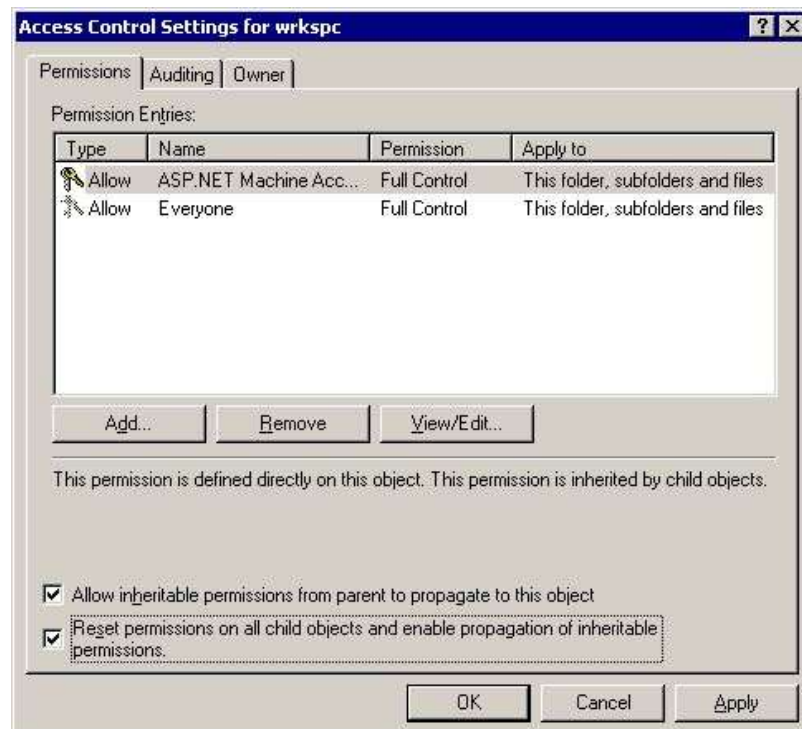 Access Control Settings for wrkspc
Permissions Auditing Owner
Permission Entries:
Type Name Permission Apply to
Allow ASP.NET Machine Acc... Full Control This folder, subfolders and files
Allow Everyone Full Control This folder, subfolders and files
Add... Remove View/Edit...
This permission is defined directly on this object. This permission is inherited by child objects.
Allow inheritable permissions from parent to propagate to this object
Reset permissions on all child objects and enable propagation of inheritable
permissions.
OK Cancel Apply